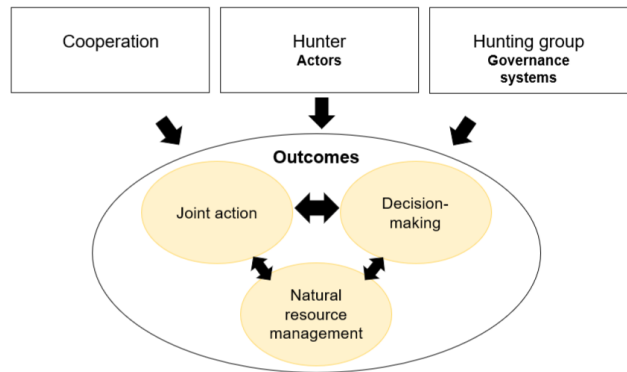 Cooperation
Hunter
Actors
Hunting group
Governance
systems
Outcomes
Joint action
Decision-
making
Natural
resource
management